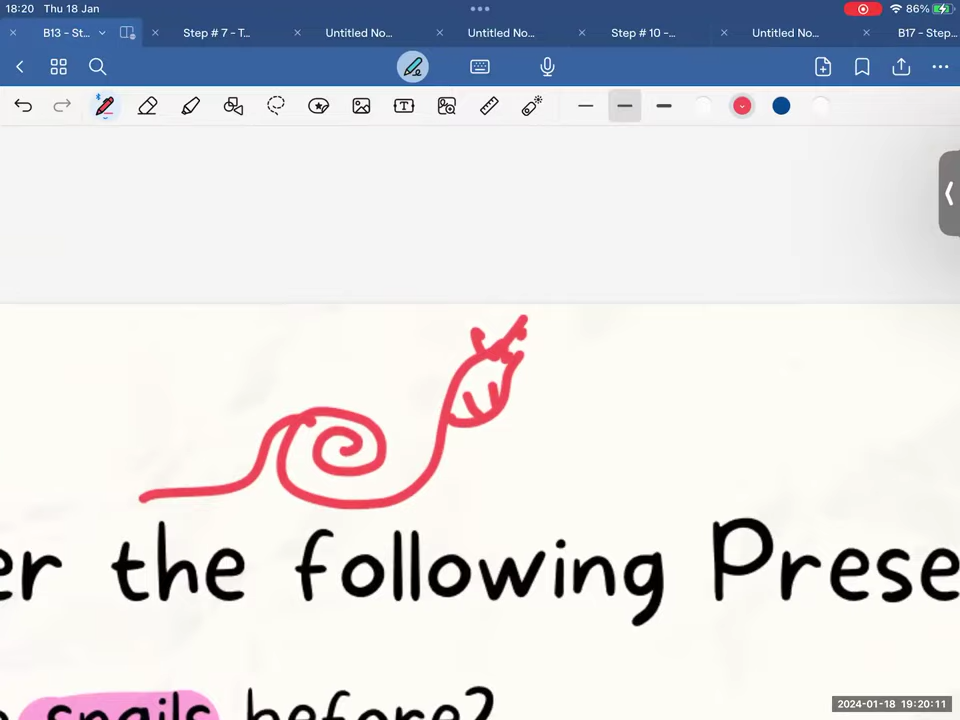 18:20 Thu 18 Jan 86%
B13 - St... Step # 7 - T... Untitled No... Untitled No... Step # 10 -... Untitled No... B17 - Step...
er the following Prese
snails before?
2024-01-18 19:20:11